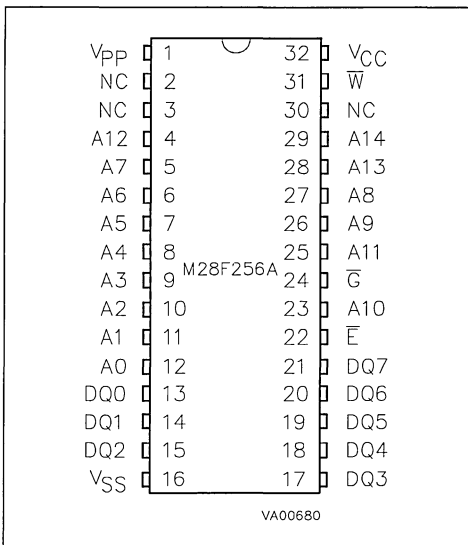 VPP 1 32 VCC
NC 2 31 W̅
NC 3 30 NC
A12 4 29 A14
A7 5 28 A13
A6 6 27 A8
A5 7 26 A9
A4 8 25 A11
M28F256A
A3 9 24 G̅
A2 10 23 A10
A1 11 22 E̅
A0 12 21 DQ7
DQ0 13 20 DQ6
DQ1 14 19 DQ5
DQ2 15 18 DQ4
VSS 16 17 DQ3
VA00680